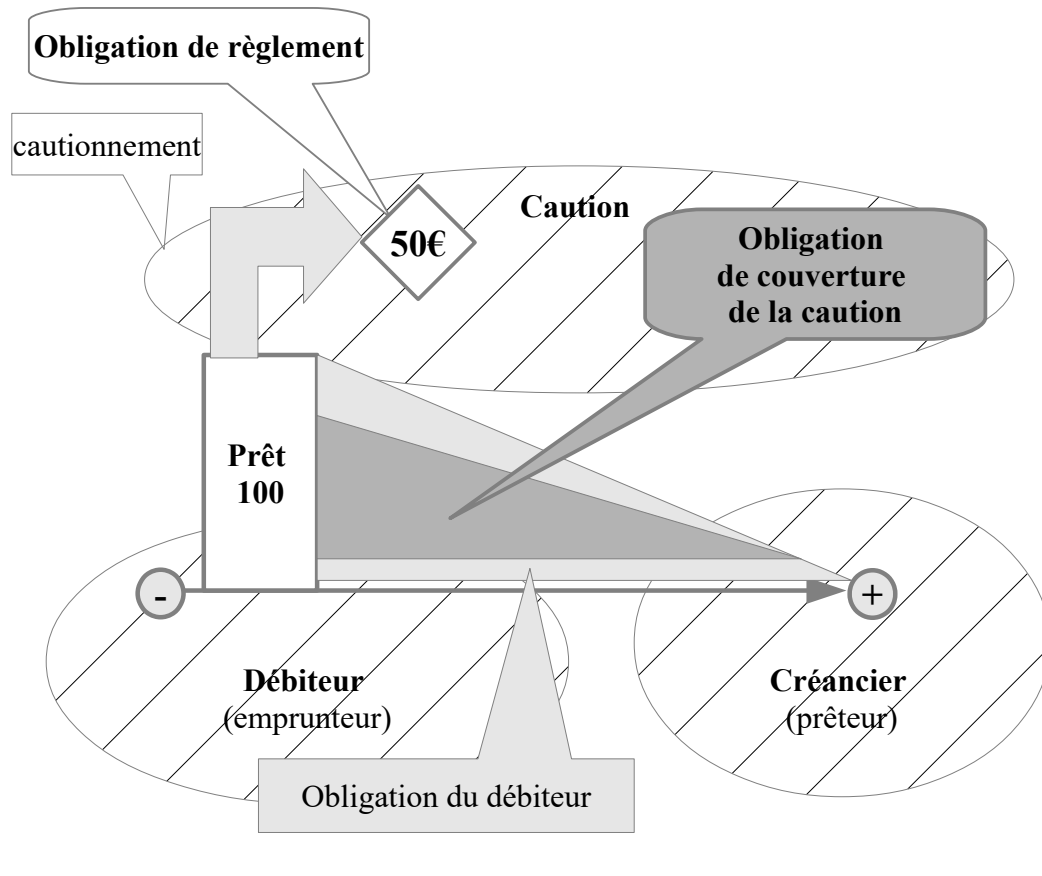 Obligation de règlement
cautionnement
Caution
50€
Obligation
de couverture
de la caution
Prêt
100
-
+
Débiteur
(emprunteur)
Créancier
(prêteur)
Obligation du débiteur